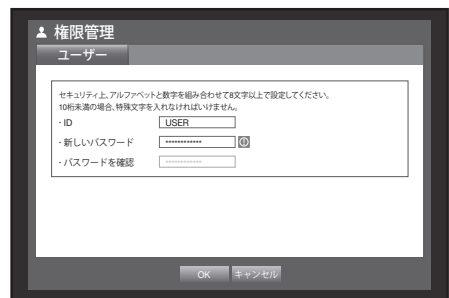 権限管理
ユーザー
セキュリティ上、アルファベットと数字を組み合わせて8文字以上で設定してください。
10桁未満の場合、特殊文字を入れなければいけません。
· ID USER
· 新しいパスワード ************
· パスワードを確認 ************
OK キャンセル